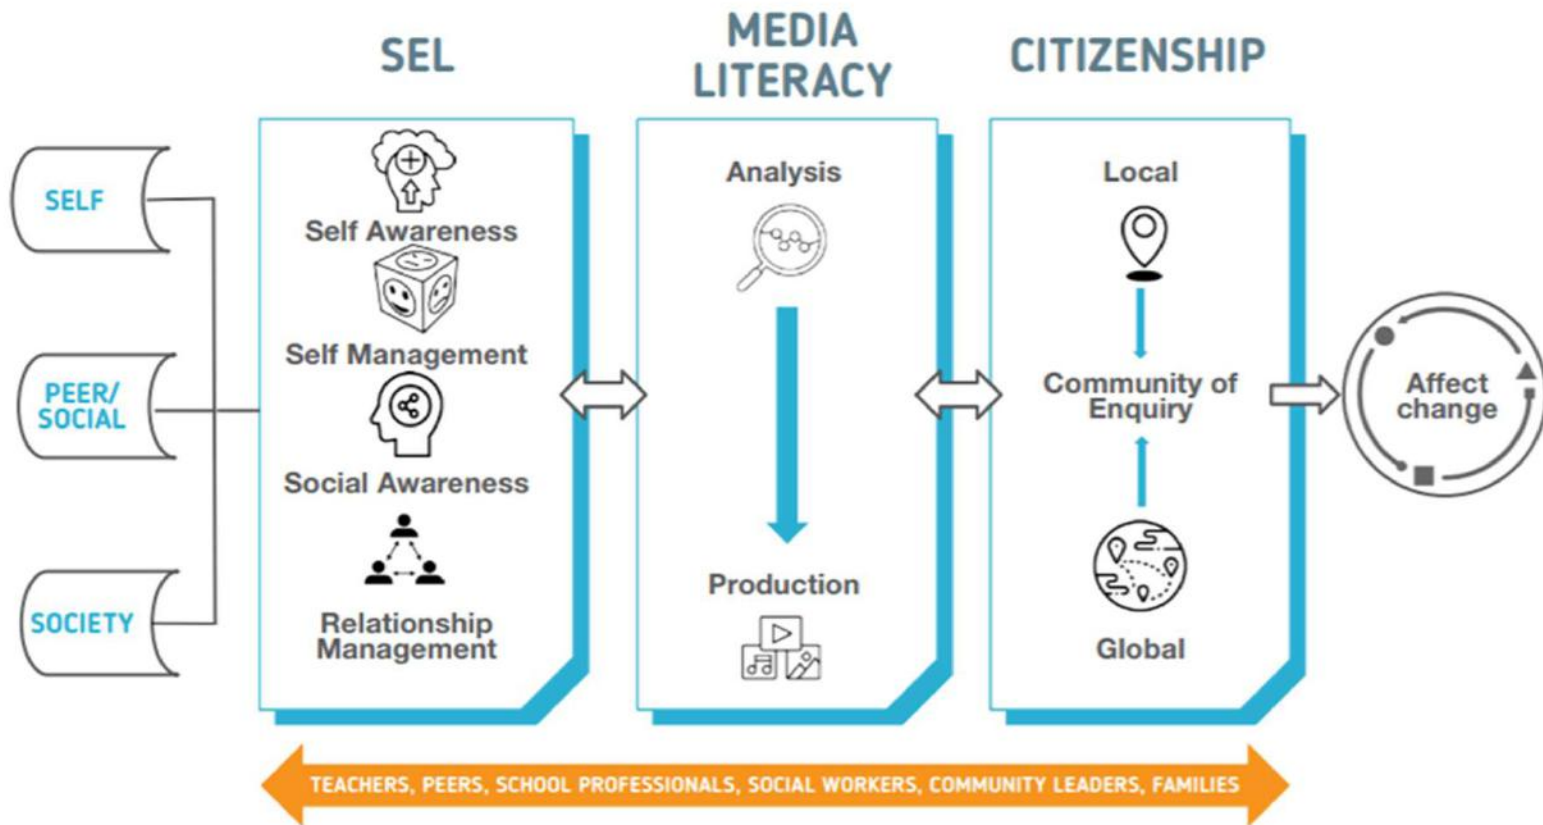 SEL
MEDIA
LITERACY
CITIZENSHIP
SELF
PEER/
SOCIAL
SOCIETY
Self Awareness
Self Management
Social Awareness
Relationship
Management
Analysis
Production
Local
Community of
Enquiry
Global
Affect
change
TEACHERS, PEERS, SCHOOL PROFESSIONALS, SOCIAL WORKERS, COMMUNITY LEADERS, FAMILIES